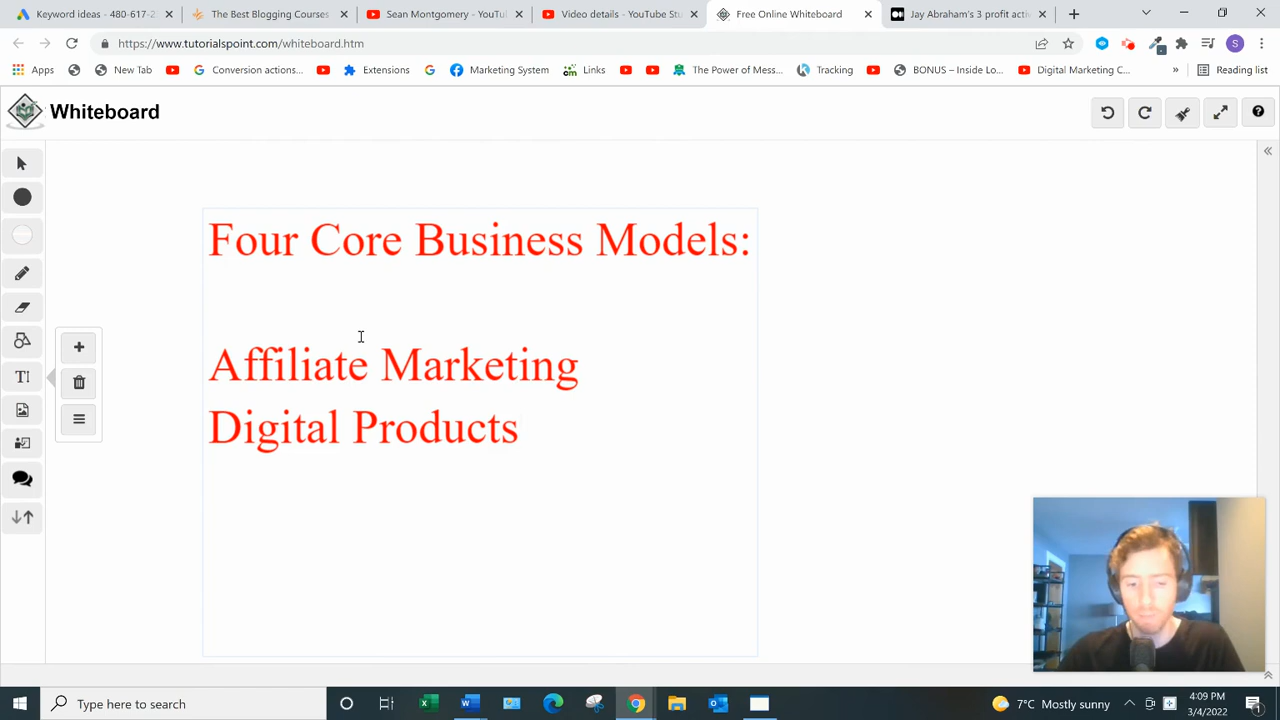 Keyword ideas - 480-617-2
The Best Blogging Courses
Sean Montgomery - YouTu
Video details - YouTube Stu
Free Online Whiteboard
Jay Abraham's 3 profit acti
https://www.tutorialspoint.com/whiteboard.htm
S
Apps
New Tab
Conversion actions...
Extensions
Marketing System
Links
The Power of Mess...
Tracking
BONUS – Inside Lo...
Digital Marketing C...
»
Reading list
Whiteboard
Four Core Business Models:
Affiliate Marketing
Digital Products
Type here to search
7°C Mostly sunny
4:09 PM
3/4/2022